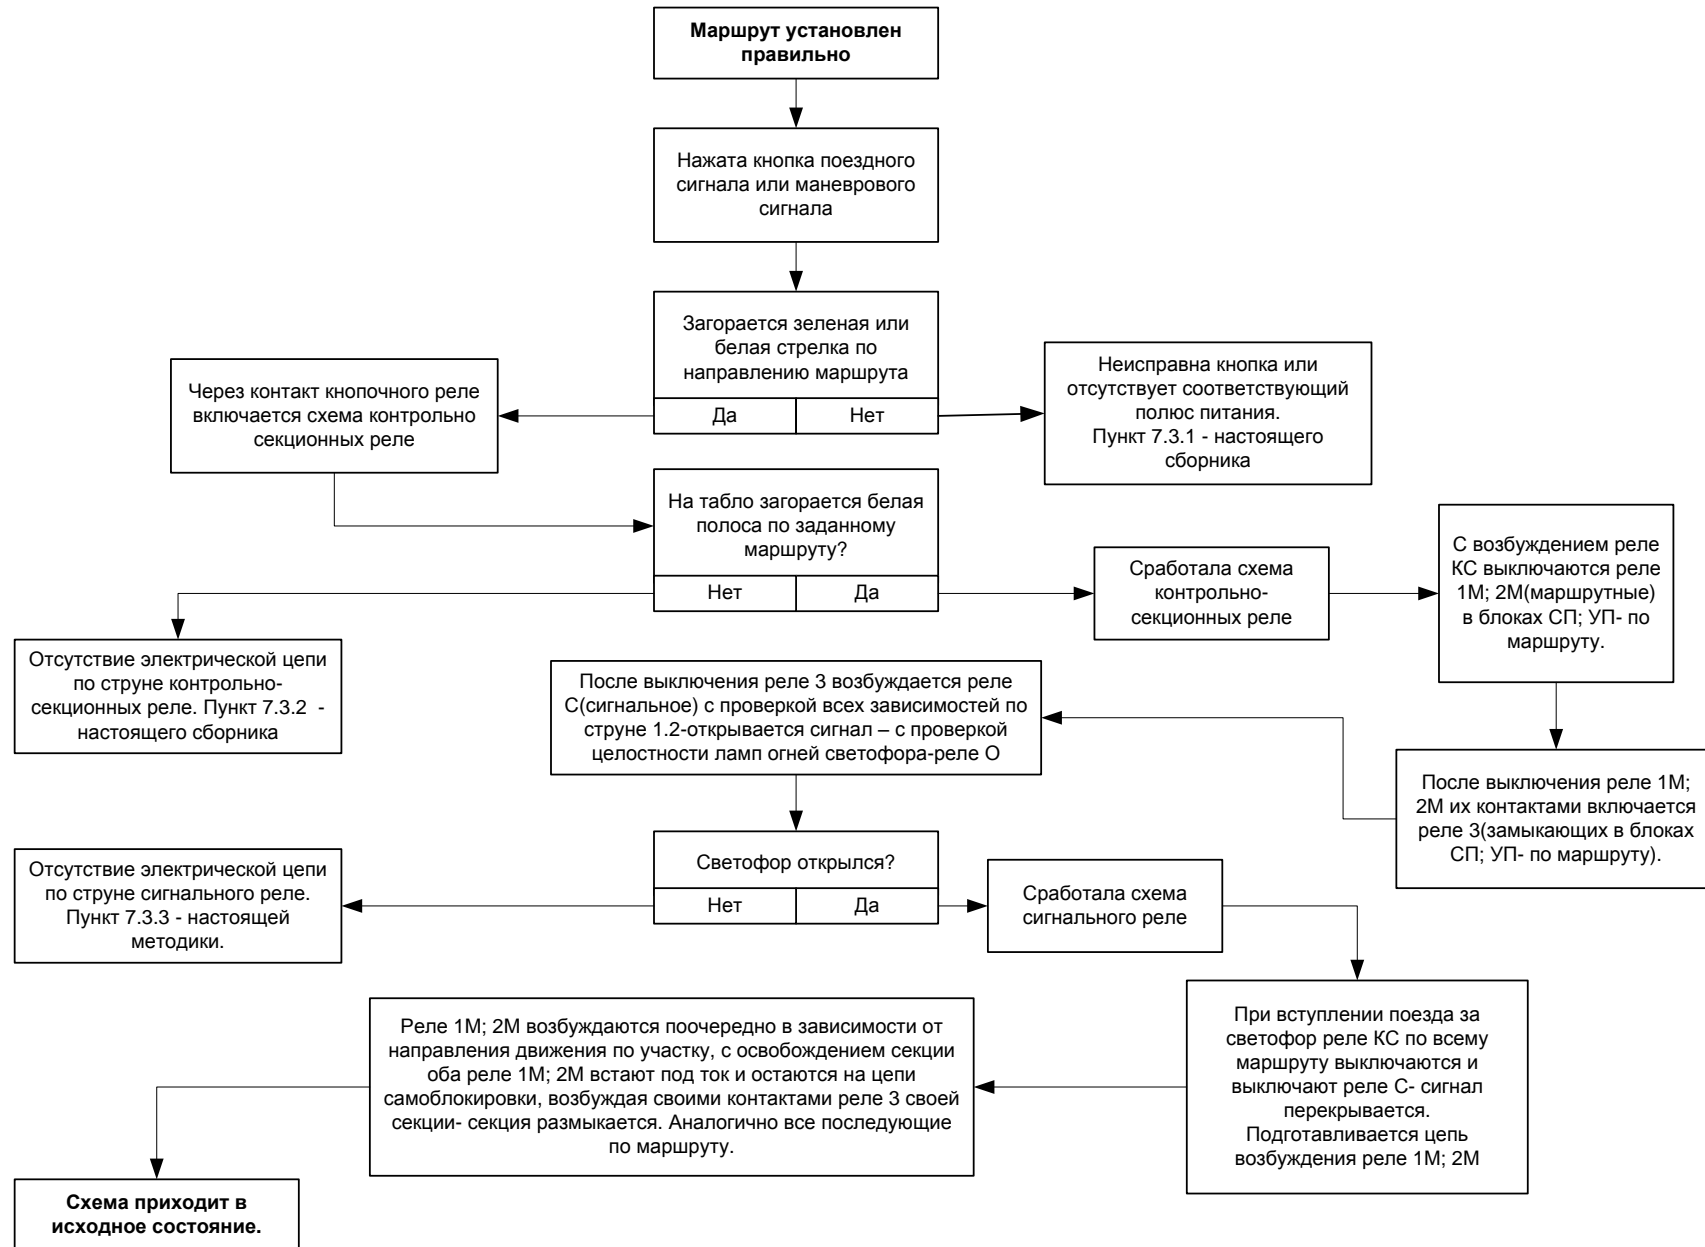 Маршрут установлен
правильно
Нажата кнопка поездного
сигнала или маневрового
сигнала
Загорается зеленая или
белая стрелка по
направлению маршрута
Да
Нет
Через контакт кнопочного реле
включается схема контрольно
секционных реле
Неисправна кнопка или
отсутствует соответствующий
полюс питания.
Пункт 7.3.1 - настоящего
сборника
На табло загорается белая
полоса по заданному
маршруту?
Нет
Да
Сработала схема
контрольно-
секционных реле
С возбуждением реле
КС выключаются реле
1М; 2М(маршрутные)
в блоках СП; УП- по
маршруту.
Отсутствие электрической цепи
по струне контрольно-
секционных реле. Пункт 7.3.2  -
настоящего сборника
После выключения реле З возбуждается реле
С(сигнальное) с проверкой всех зависимостей по
струне 1.2-открывается сигнал – с проверкой
целостности ламп огней светофора-реле О
После выключения реле 1М;
2М их контактами включается
реле З(замыкающих в блоках
СП; УП- по маршруту).
Светофор открылся?
Нет
Да
Отсутствие электрической цепи
по струне сигнального реле.
Пункт 7.3.3 - настоящей
методики.
Сработала схема
сигнального реле
При вступлении поезда за
светофор реле КС по всему
маршруту выключаются и
выключают реле С- сигнал
перекрывается.
Подготавливается цепь
возбуждения реле 1М; 2М
Реле 1М; 2М возбуждаются поочередно в зависимости от
направления движения по участку, с освобождением секции
оба реле 1М; 2М встают под ток и остаются на цепи
самоблокировки, возбуждая своими контактами реле З своей
секции- секция размыкается. Аналогично все последующие
по маршруту.
Схема приходит в
исходное состояние.